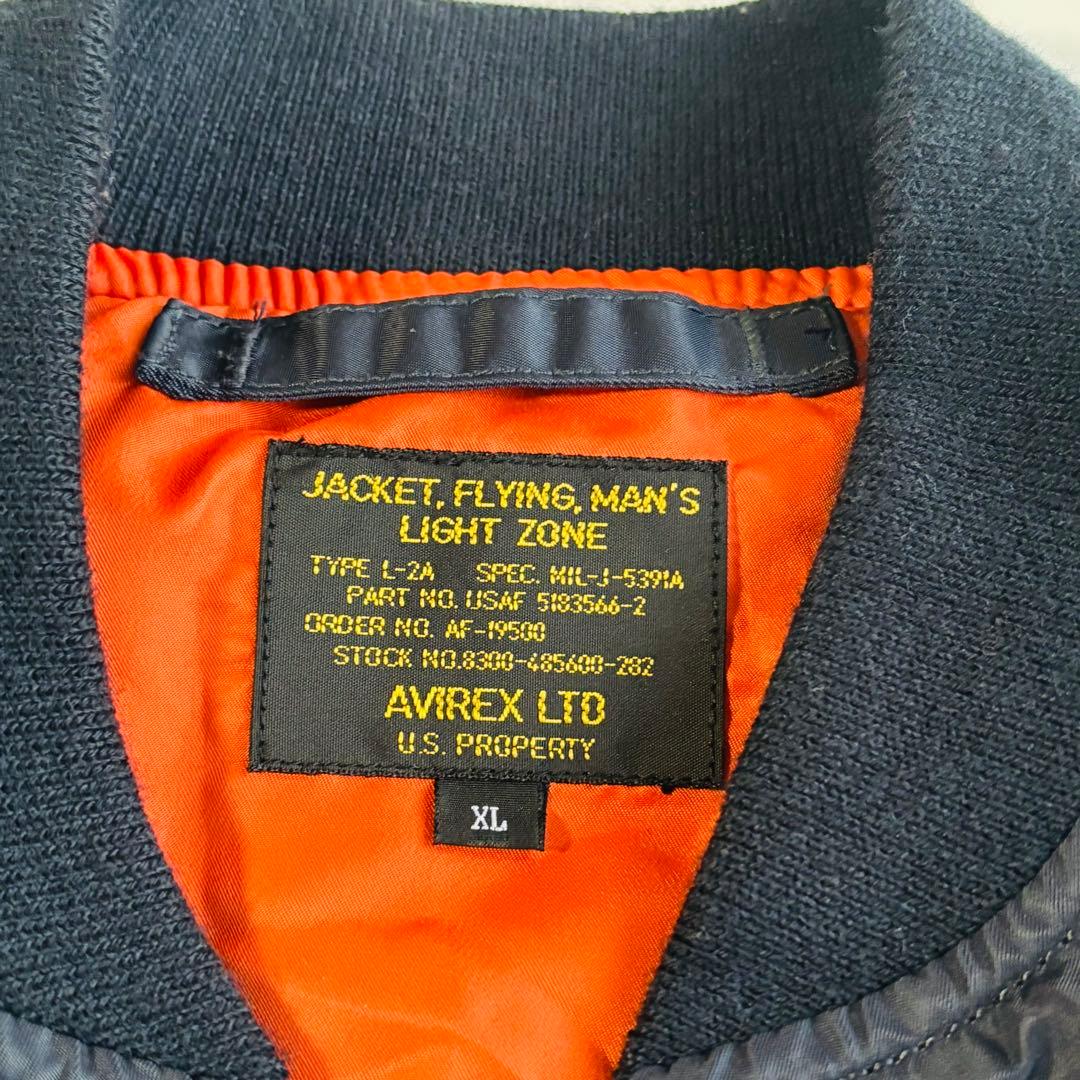 JACKET, FLYING, MAN'S
LIGHT ZONE
TYPE L-2A SPEC. MIL-J-5391A
PART NO. USAF 5183566-2
ORDER NO. AF-19500
STOCK NO.8300-485600-282
AVIREX LTD
U.S. PROPERTY
XL